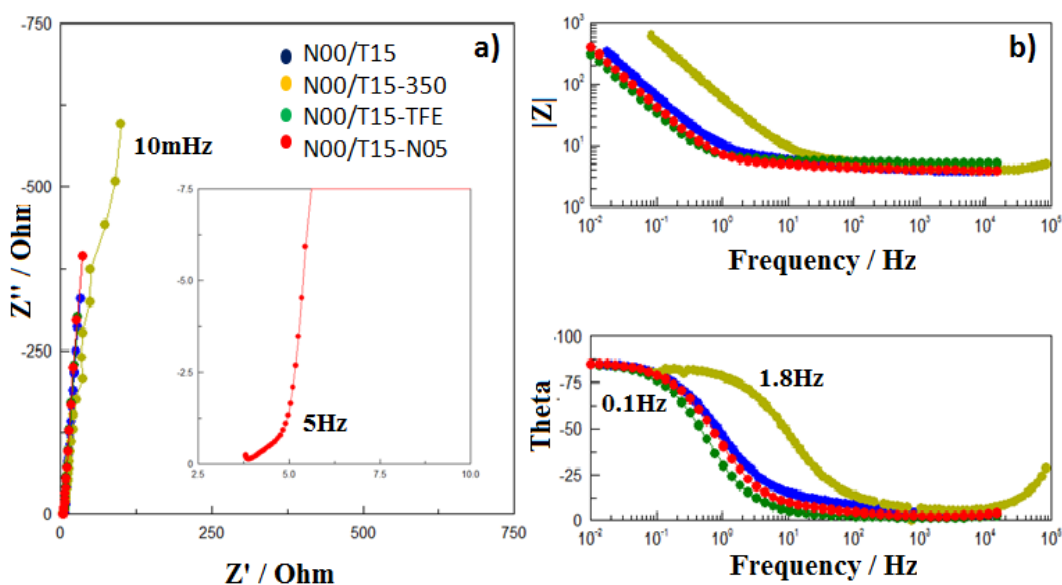 a)
-750
-500
-250
0
0
250
500
750
Z'' / Ohm
Z' / Ohm
N00/T15
N00/T15-350
N00/T15-TFE
N00/T15-N05
10mHz
-7.5
-5.0
-2.5
0
2.5
5.0
7.5
10.0
5Hz
b)
10³
10²
10¹
10⁰
|Z|
10⁻² 10⁻¹ 10⁰ 10¹ 10² 10³ 10⁴ 10⁵
Frequency / Hz
-100
-75
-50
-25
0
Theta
0.1Hz
1.8Hz
10⁻² 10⁻¹ 10⁰ 10¹ 10² 10³ 10⁴ 10⁵
Frequency / Hz